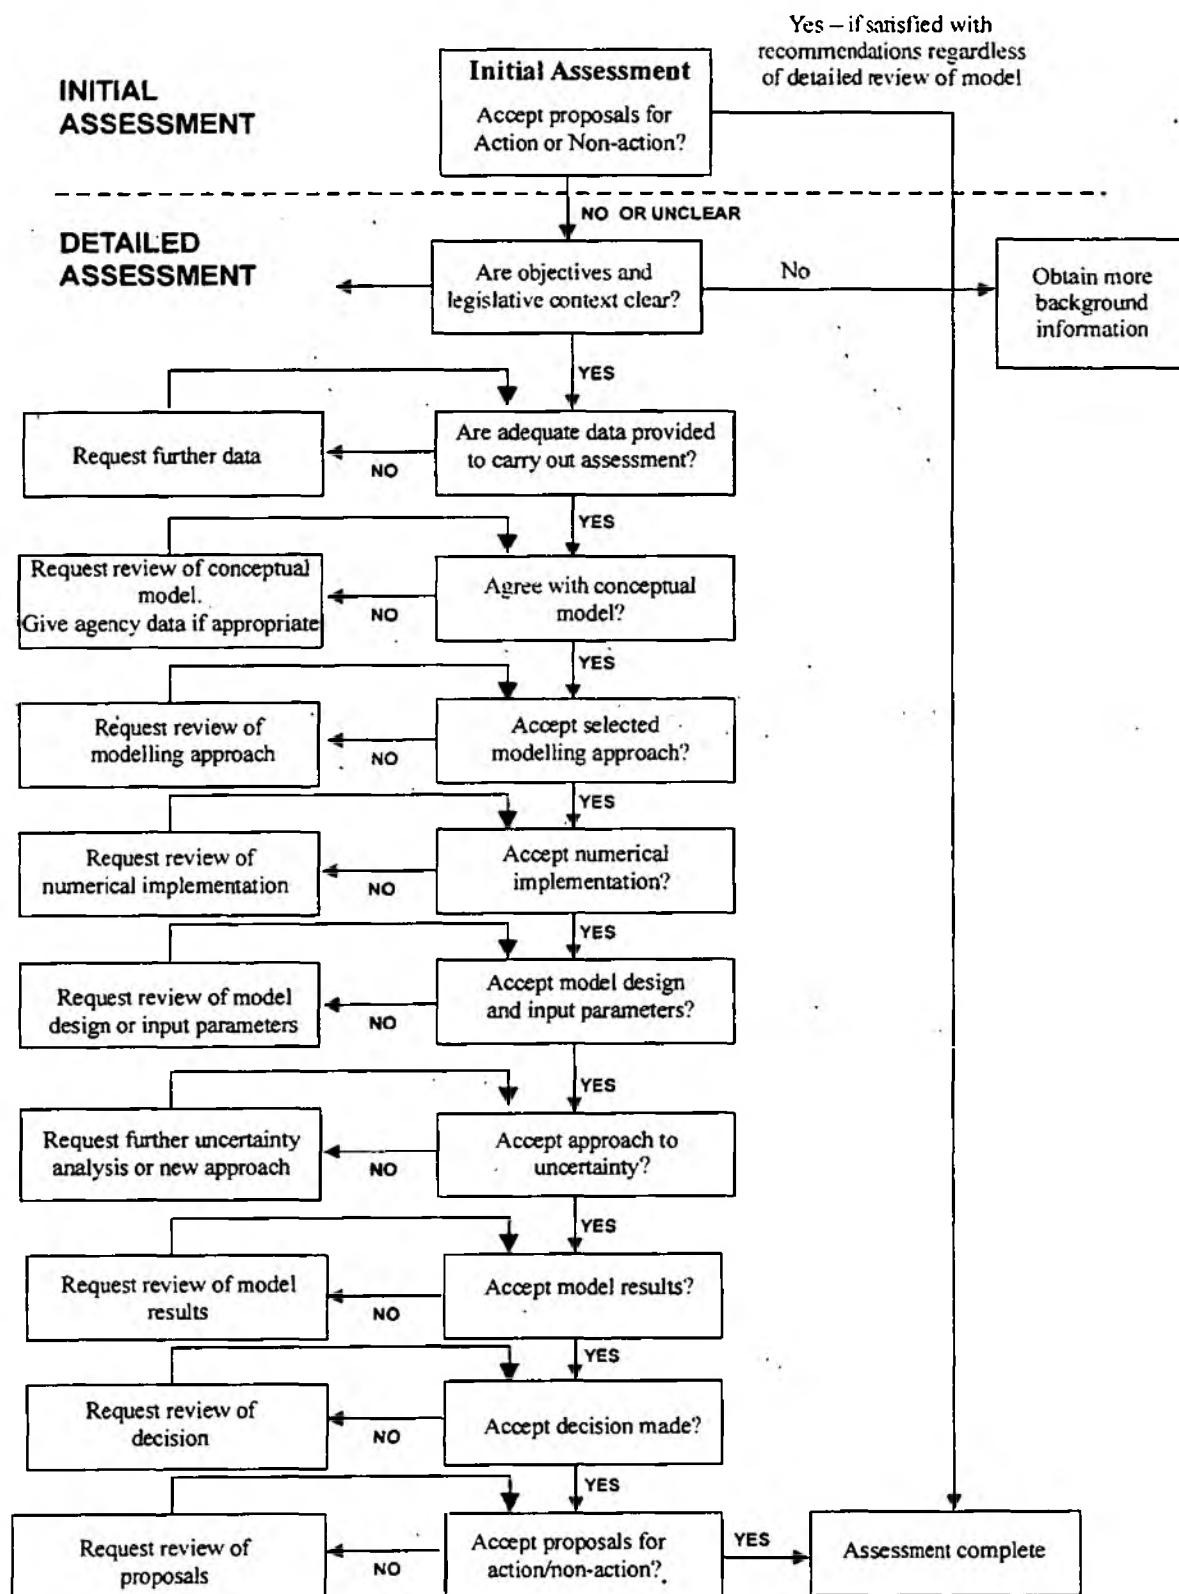 Yes – if satisfied with
recommendations regardless
of detailed review of model
INITIAL
ASSESSMENT
Initial Assessment
Accept proposals for
Action or Non-action?
NO OR UNCLEAR
DETAILED
ASSESSMENT
Are objectives and
legislative context clear?
No
Obtain more
background
information
YES
Request further data
NO
Are adequate data provided
to carry out assessment?
YES
Request review of conceptual
model.
Give agency data if appropriate
NO
Agree with conceptual
model?
YES
Request review of
modelling approach
NO
Accept selected
modelling approach?
YES
Request review of
numerical implementation
NO
Accept numerical
implementation?
YES
Request review of model
design or input parameters
NO
Accept model design
and input parameters?
YES
Request further uncertainty
analysis or new approach
NO
Accept approach to
uncertainty?
YES
Request review of model
results
NO
Accept model results?
YES
Request review of
decision
NO
Accept decision made?
YES
Request review of
proposals
NO
Accept proposals for
action/non-action?
YES
Assessment complete